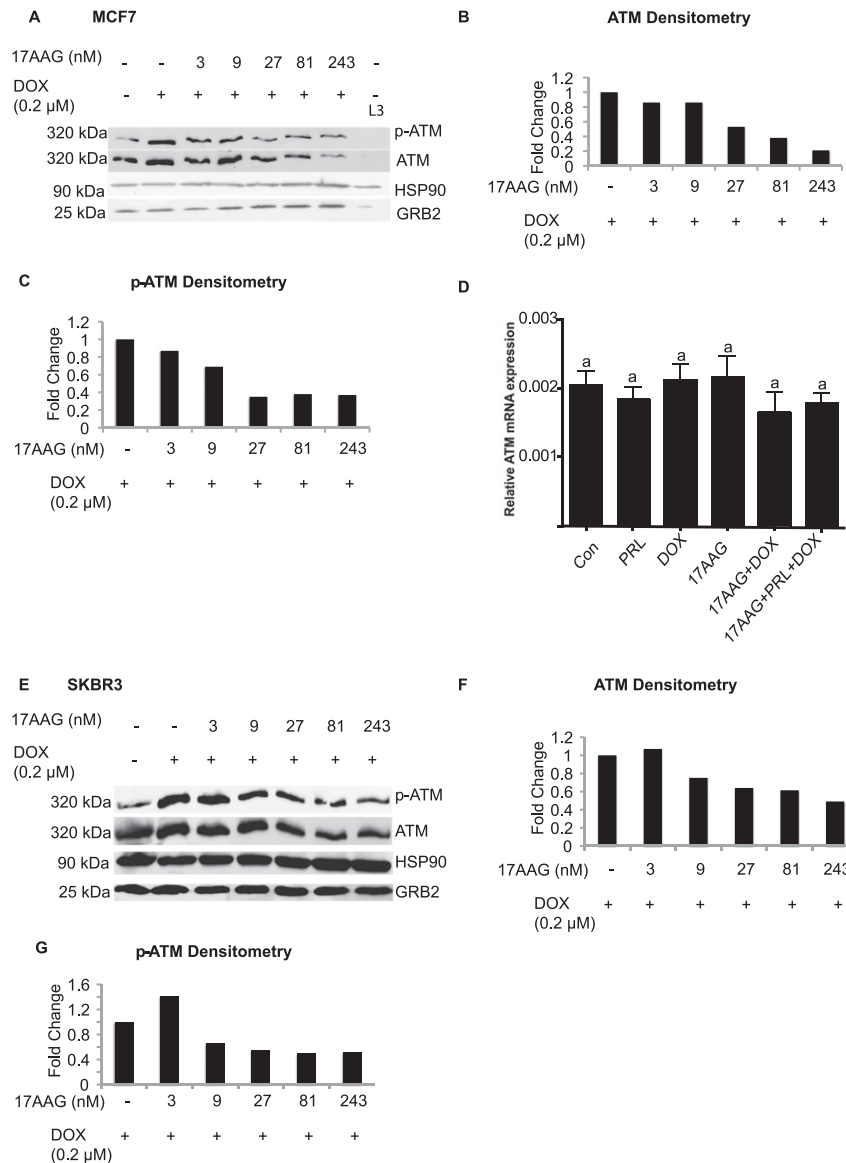 A MCF7
17AAG (nM) - - 3 9 27 81 243 -
DOX - + + + + + + -
(0.2 µM) L3
320 kDa p-ATM
320 kDa ATM
90 kDa HSP90
25 kDa GRB2
B ATM Densitometry
Fold Change
1.2
1
0.8
0.6
0.4
0.2
0
17AAG (nM) - 3 9 27 81 243
DOX + + + + + +
(0.2 µM)
C p-ATM Densitometry
Fold Change
1.2
1
0.8
0.6
0.4
0.2
0
17AAG (nM) - 3 9 27 81 243
DOX + + + + + +
(0.2 µM)
D
Relative ATM mRNA expression
0.003
0.002
0.001
a a a a a a
Con PRL DOX 17AAG 17AAG+DOX 17AAG+PRL+DOX
E SKBR3
17AAG (nM) - - 3 9 27 81 243
DOX - + + + + + +
(0.2 µM)
320 kDa p-ATM
320 kDa ATM
90 kDa HSP90
25 kDa GRB2
F ATM Densitometry
Fold Change
1.2
1
0.8
0.6
0.4
0.2
0
17AAG (nM) - 3 9 27 81 243
DOX + + + + + +
(0.2 µM)
G p-ATM Densitometry
Fold Change
1.6
1.2
0.8
0.4
0
17AAG (nM) - 3 9 27 81 243
DOX + + + + + +
(0.2 µM)